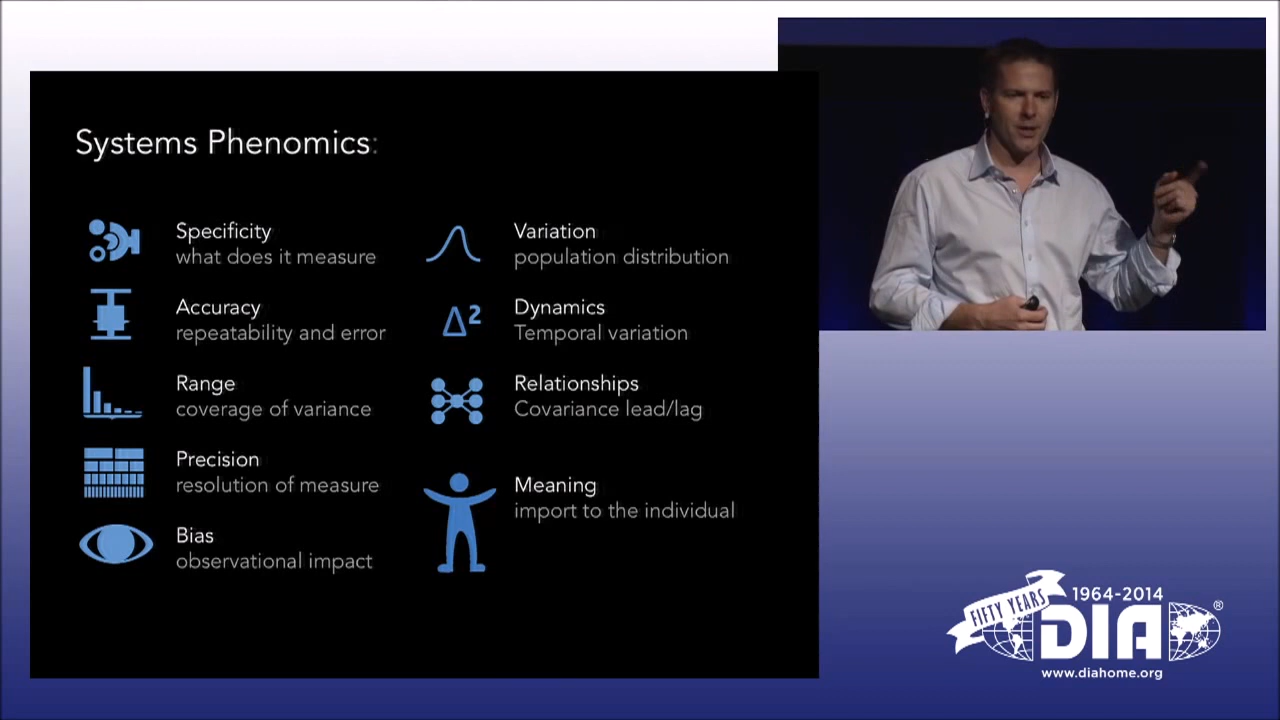 Systems Phenomics:
Specificity
what does it measure
Accuracy
repeatability and error
Range
coverage of variance
Precision
resolution of measure
Bias
observational impact
Variation
population distribution
Δ²
Dynamics
Temporal variation
Relationships
Covariance lead/lag
Meaning
import to the individual
FIFTY YEARS
1964-2014
DIA®
www.diahome.org